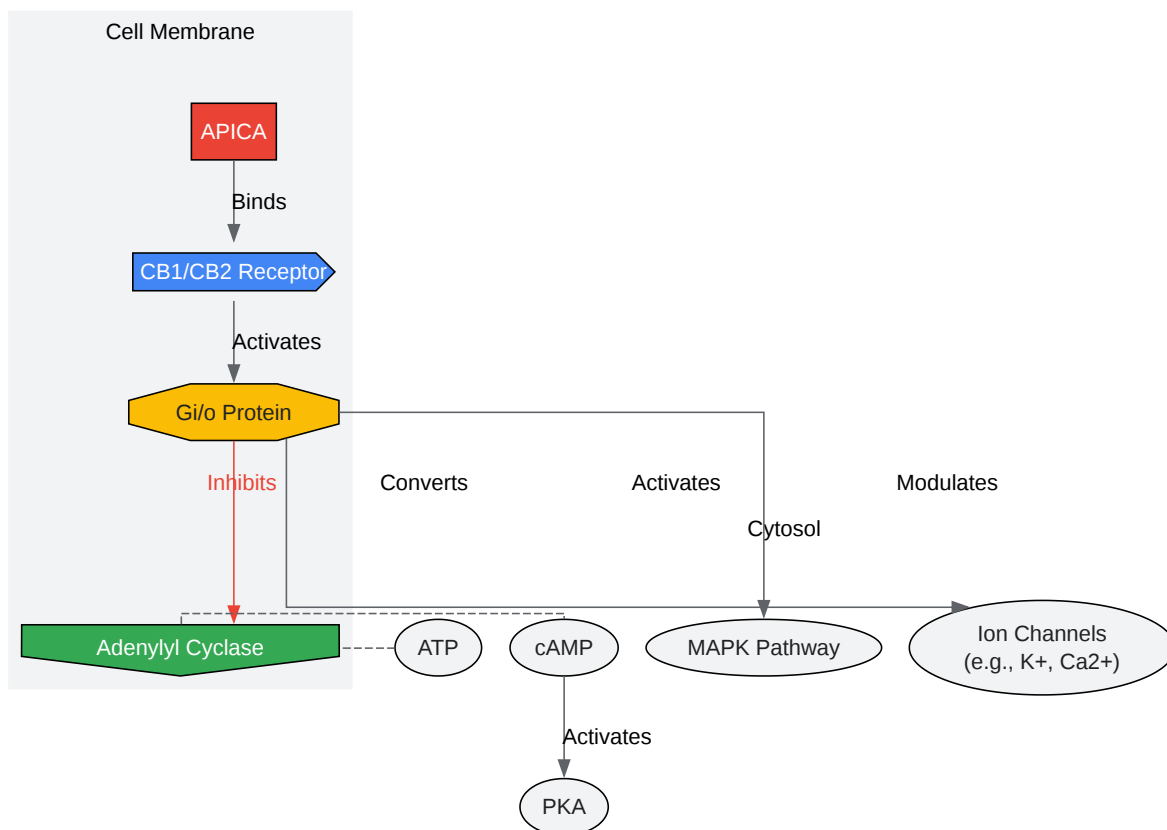 Cell Membrane
APICA
Binds
CB1/CB2 Receptor
Activates
Gi/o Protein
Inhibits
Converts
Activates
Modulates
Cytosol
Adenylyl Cyclase
ATP
cAMP
MAPK Pathway
Ion Channels
(e.g., K+, Ca2+)
Activates
PKA